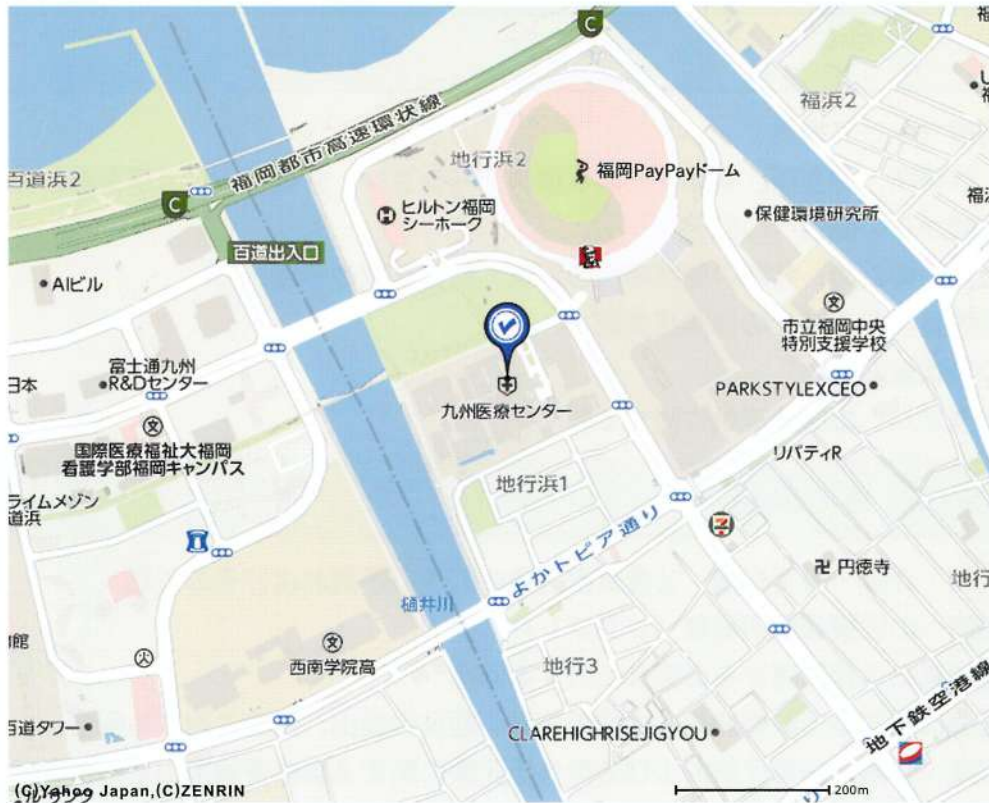 C
福浜2
福岡都市高速環状線
地行浜2
福岡PayPayドーム
百道浜2
C
ヒルトン福岡
シーホーク
保健環境研究所
百道出入口
AIビル
市立福岡中央
特別支援学校
富士通九州
R&Dセンター
九州医療センター
PARKSTYLEXCEO
国際医療福祉大福岡
看護学部福岡キャンパス
リバティR
地行浜1
よかトピア通り
円徳寺
樋井川
西南学院高
地行3
地下鉄空港線
CLAREHIGHRISEJIGYOU
(C)Yahoo Japan,(C)ZENRIN
200m